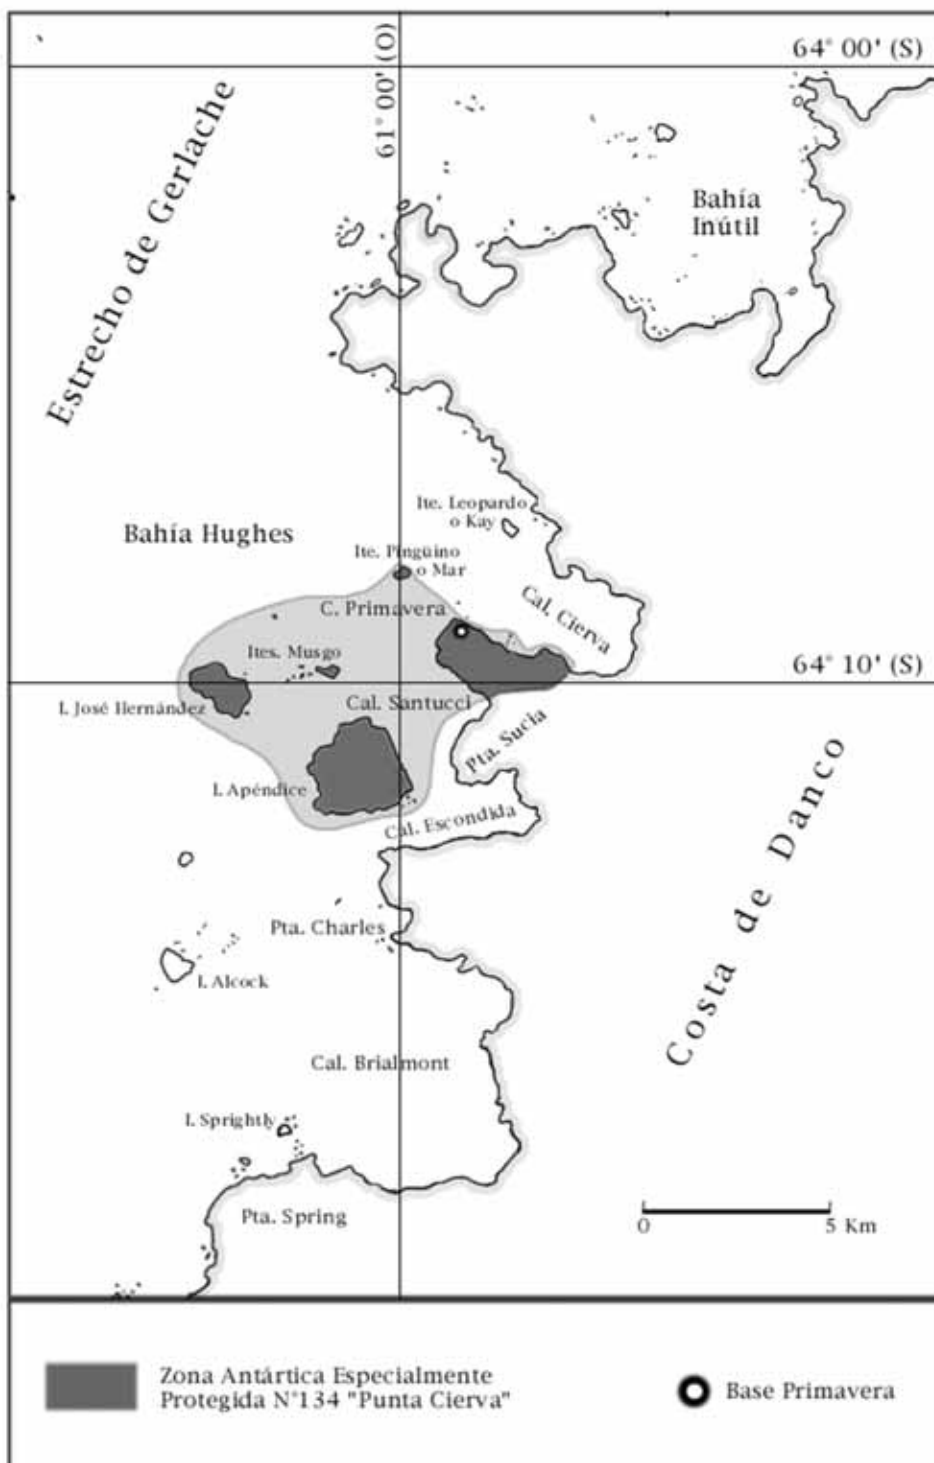 64° 00' (S)
61° 00' (O)
Estrecho de Gerlache
Bahía
Inútil
Ite. Leopardo
o Kay
Bahía Hughes
Ite. Pingüino
o Mar
C. Primavera
Cal. Cierva
Ites. Musgo
64° 10' (S)
I. José Hernández
Cal. Santucci
Pta. Sucia
I. Apéndice
Cal. Escondida
Costa de Danco
Pta. Charles
I. Alcock
Cal. Brialmont
I. Sprightly
Pta. Spring
0 5 Km
Zona Antártica Especialmente
Protegida N°134 "Punta Cierva"
Base Primavera